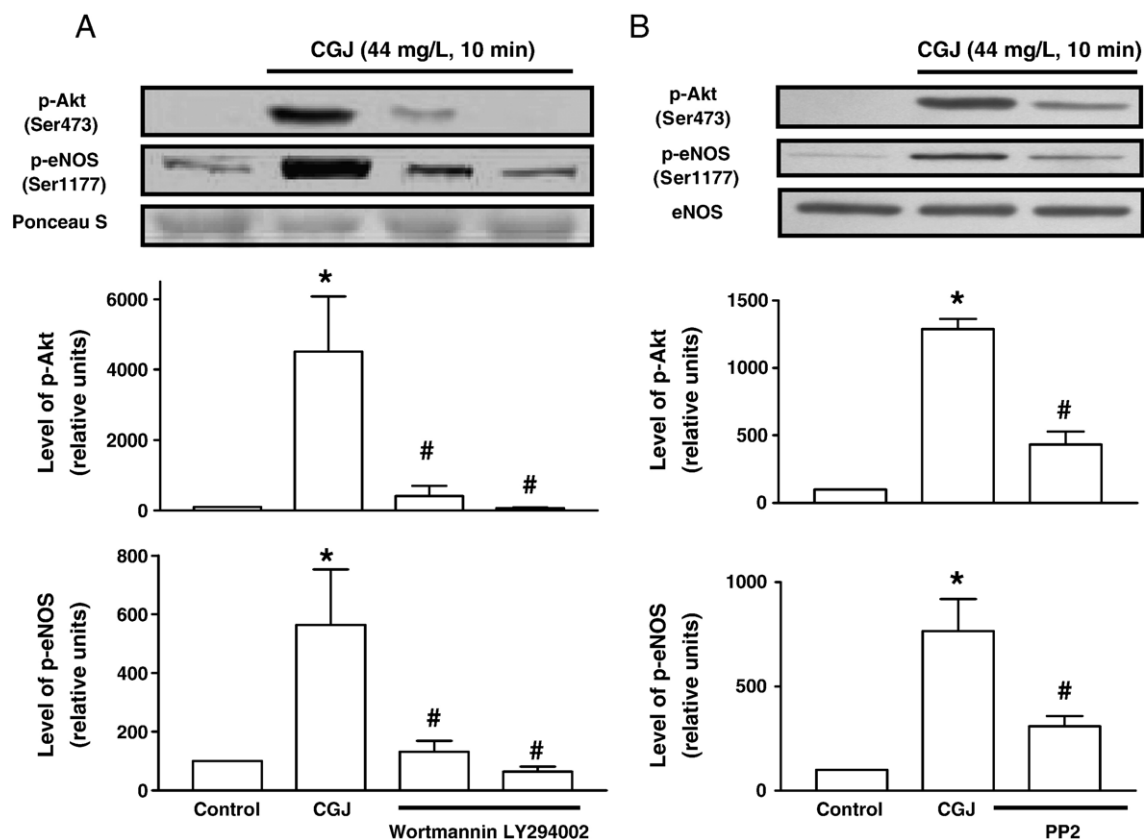 A
CGJ (44 mg/L, 10 min)
p-Akt
(Ser473)
p-eNOS
(Ser1177)
Ponceau S
*
#
#
6000
4000
2000
0
Level of p-Akt
(relative units)
*
#
#
800
600
400
200
0
Level of p-eNOS
(relative units)
Control
CGJ
Wortmannin LY294002
B
CGJ (44 mg/L, 10 min)
p-Akt
(Ser473)
p-eNOS
(Ser1177)
eNOS
*
#
1500
1000
500
0
Level of p-Akt
(relative units)
*
#
1000
500
0
Level of p-eNOS
(relative units)
Control
CGJ
PP2